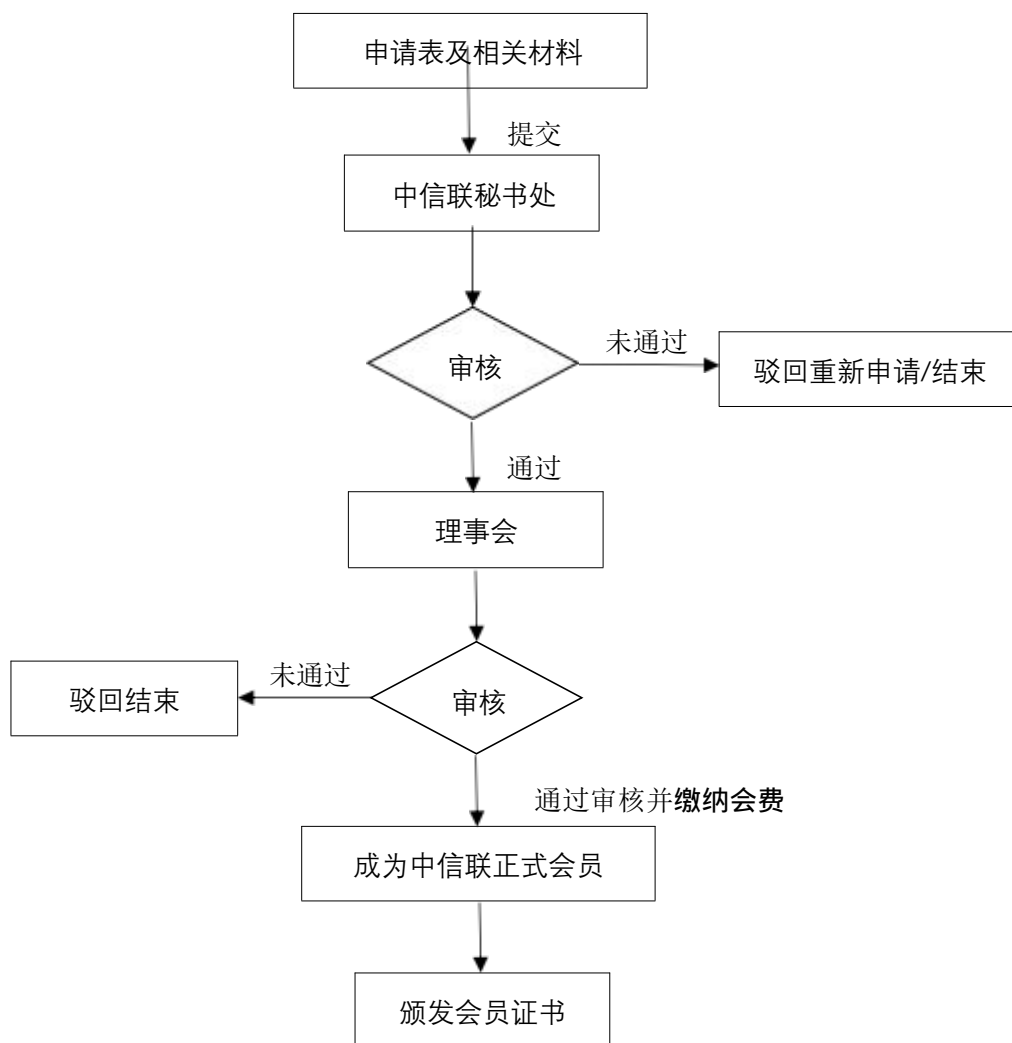 申请表及相关材料
提交
中信联秘书处
审核
未通过
驳回重新申请/结束
通过
理事会
未通过
驳回结束
审核
通过审核并缴纳会费
成为中信联正式会员
颁发会员证书